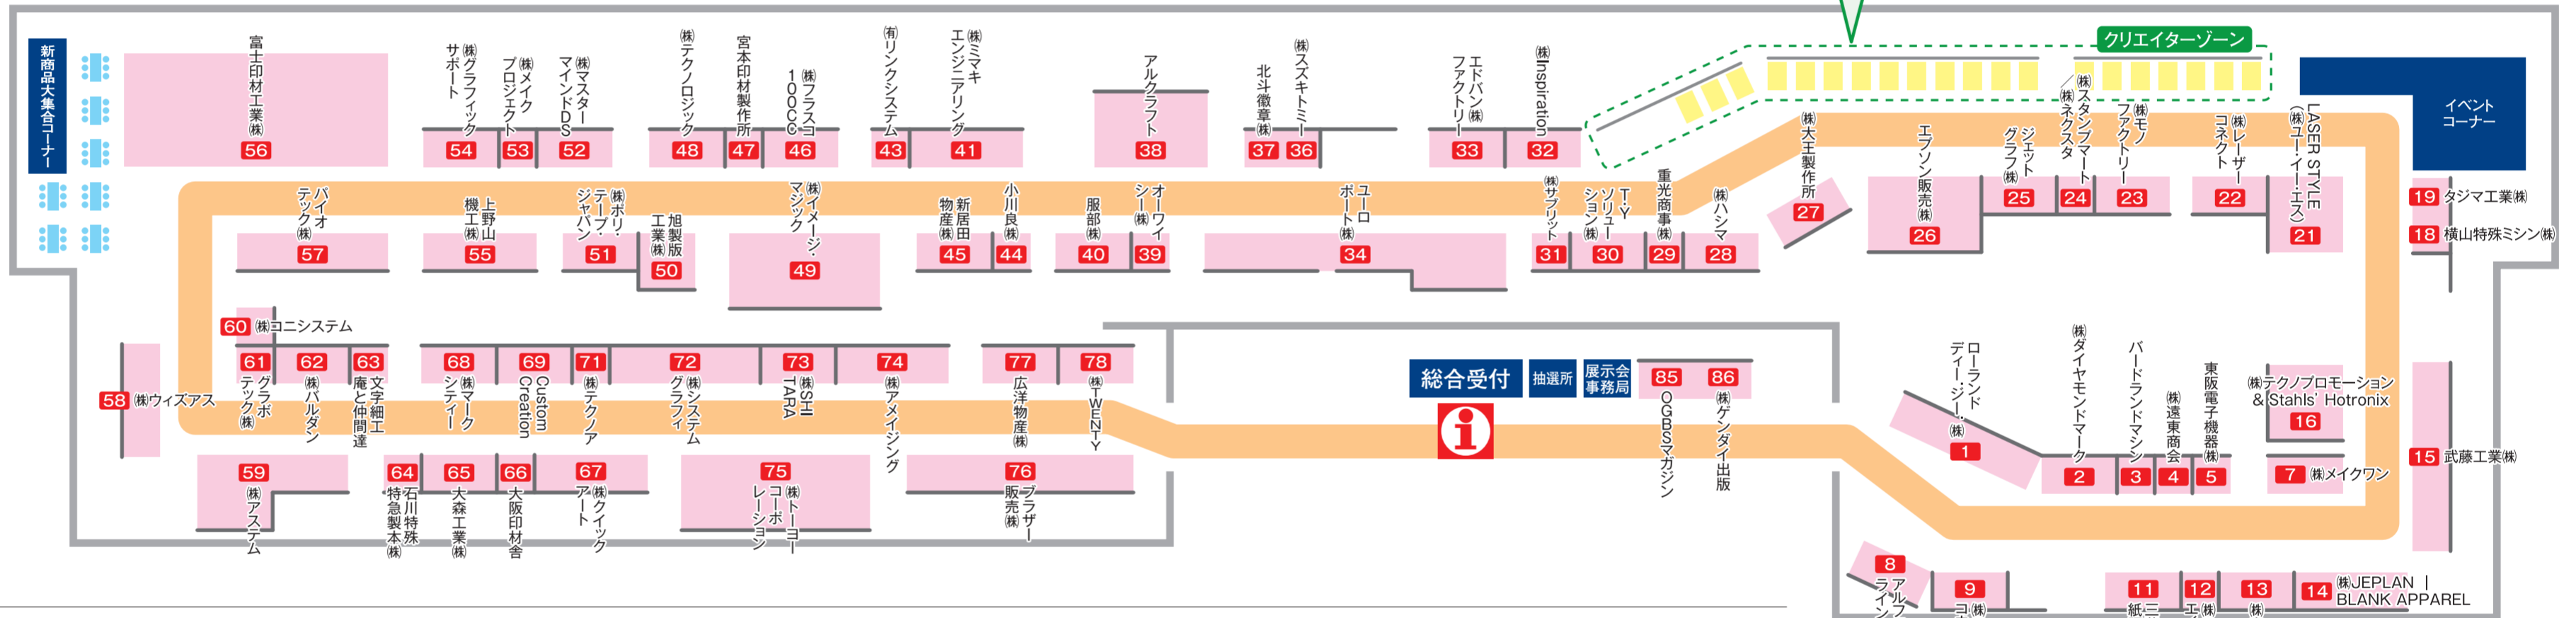 新商品大集合コーナー
富士印材工業㈱
56
㈱グラフィック
サポート
54
㈱メイク
プロジェクト
53
㈱マスター
マインドDS
52
㈱テクノロジック
48
宮本印材製作所
47
㈱フラスコ
100CC
46
㈲リンクシステム
43
㈱ミマキ
エンジニアリング
41
アルクラフト
38
北斗徽章㈱
37
㈱スズキトミー
36
エドバン㈱
ファクトリー
33
㈱Inspiration
32
クリエイターゾーン
イベント
コーナー
バイオ
テック㈱
57
上野山
機工㈱
55
㈱ポリ・
テープ・
ジャパン
51
旭製版
工業㈱
50
㈱イメージ・
マジック
49
新居田
物産㈱
45
小川良㈱
44
服部㈱
40
オーワイ
シー㈱
39
ユーロ
ポート㈱
34
㈱サプリット
31
T・Y
ソリュー
ション㈱
30
重光商事㈱
29
㈱ハシマ
28
㈱大王製作所
27
エプソン販売㈱
26
ジェット
グラフ㈱
25
㈱スタンプマート
／㈱ネクスタ
24
㈱モノ
ファクトリー
23
㈱レーザー
コネクト
22
LASER STYLE
(㈱ユー・イー・エス)
21
19 タジマ工業㈱
18 横山特殊ミシン㈱
60 ㈱コニシステム
61
グラボ
テック㈱
62
㈱バルダン
63
文字細工
庵と仲間達
68
㈱マーク
シティー
69
Custom
Creation
71
㈱テクノア
72
㈱システム
グラフィ
73
㈱ISHI
TARA
74
㈱アメイジング
77
広洋物産㈱
78
㈱TWENTY
58 ㈱ウィズアス
59
㈱アステム
64
石川特殊
特急製本㈱
65
大森工業㈱
66
大阪印材舎
67
㈱クイック
アート
75
㈱トーヨー
コーポ
レーション
76
ブラザー
販売㈱
総合受付
抽選所
展示会
事務局
i
85
OGBSマガジン
86
㈱ゲンダイ出版
ローランド
ディー.ジー.㈱
1
㈱ダイヤモンドマーク
2
バードランドマシン
3
㈱遠東商会
4
東阪電子機器㈱
5
㈱テクノプロモーション
& Stahls' Hotronix
16
7 ㈱メイクワン
15 武藤工業㈱
8
アルフ
ライン
9
㈱
コ
11
三
紙
12
㈱
エ
13
㈱
14 ㈱JEPLAN |
BLANK APPAREL